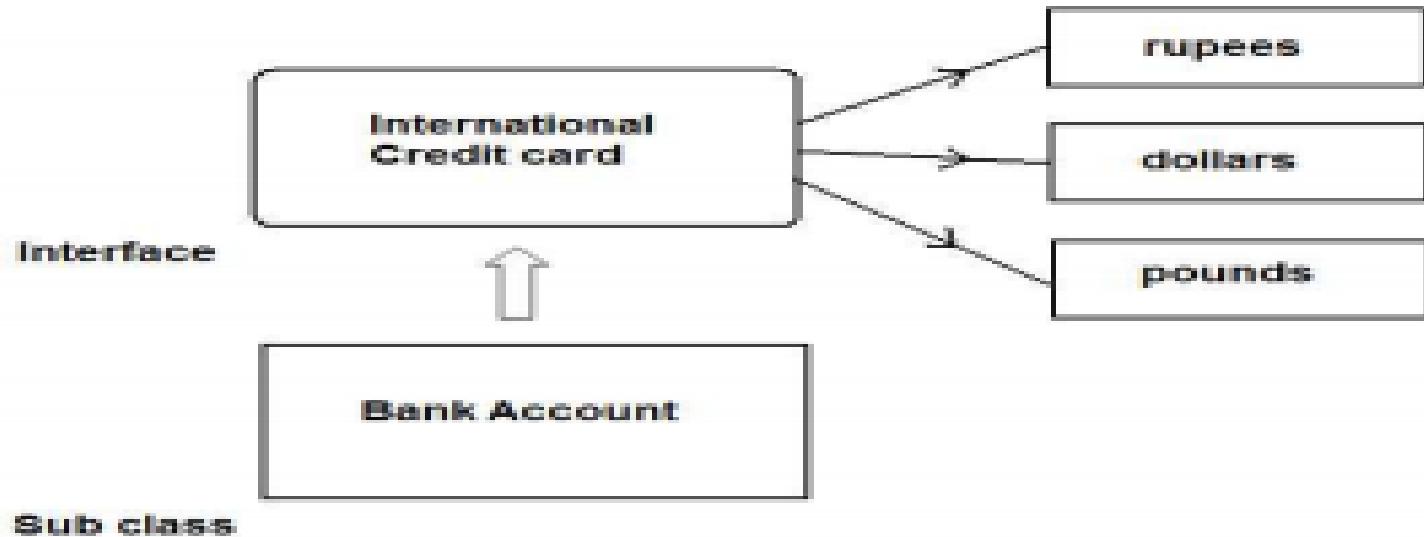 rupees
International
Credit card
dollars
Interface
pounds
Bank Account
Sub class